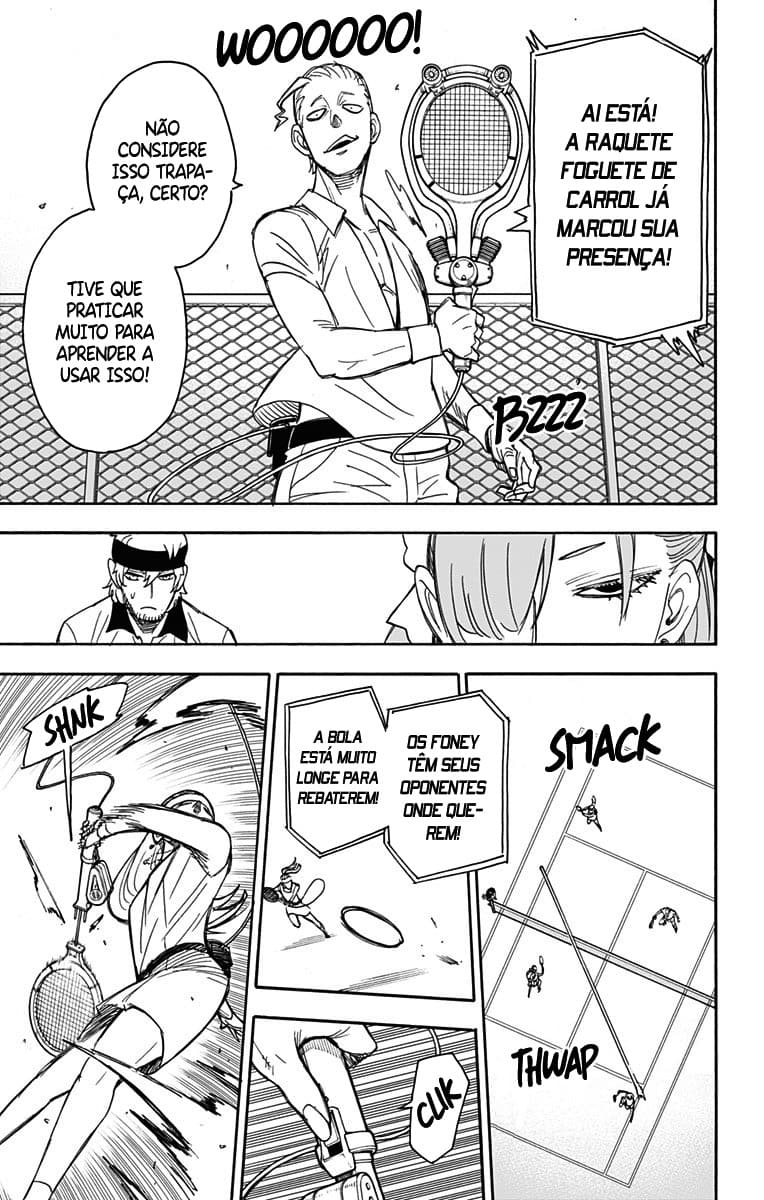 WOOOOOO!
AI ESTÁ!
A RAQUETE
FOGUETE DE
CARROL JÁ
MARCOU SUA
PRESENÇA!
NÃO
CONSIDERE
ISSO TRAPA-
ÇA, CERTO?
TIVE QUE
PRATICAR
MUITO PARA
APRENDER A
USAR ISSO!
BZZZ
SMACK
THWAP
OS FONEY
TÊM SEUS
OPONENTES
ONDE QUE-
REM!
A BOLA
ESTÁ MUITO
LONGE PARA
REBATEREM!
CLIK
SHNK